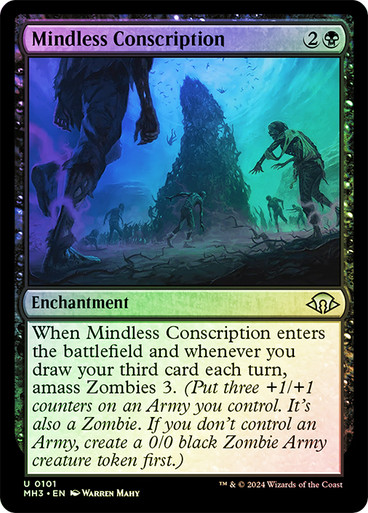 Mindless Conscription 2
Enchantment
When Mindless Conscription enters
the battlefield and whenever you
draw your third card each turn,
amass Zombies 3. (Put three +1/+1
counters on an Army you control. It's
also a Zombie. If you don't control an
Army, create a 0/0 black Zombie Army
creature token first.)
U 0101
MH3 • EN Warren Mahy
™ & © 2024 Wizards of the Coast